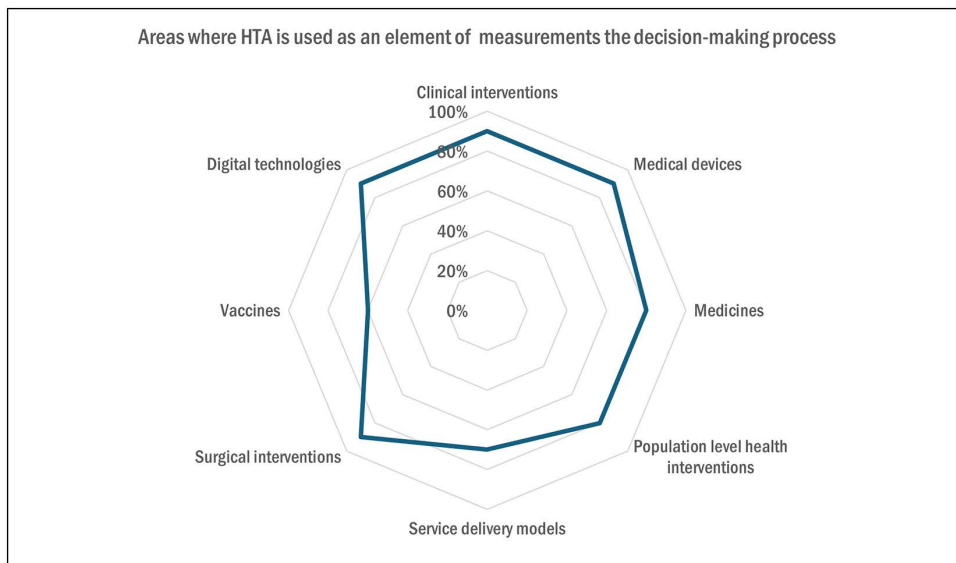 Areas where HTA is used as an element of measurements the decision-making process
Clinical interventions
100%
Digital technologies
80%
Medical devices
60%
40%
20%
Vaccines
0%
Medicines
Surgical interventions
Population level health
interventions
Service delivery models